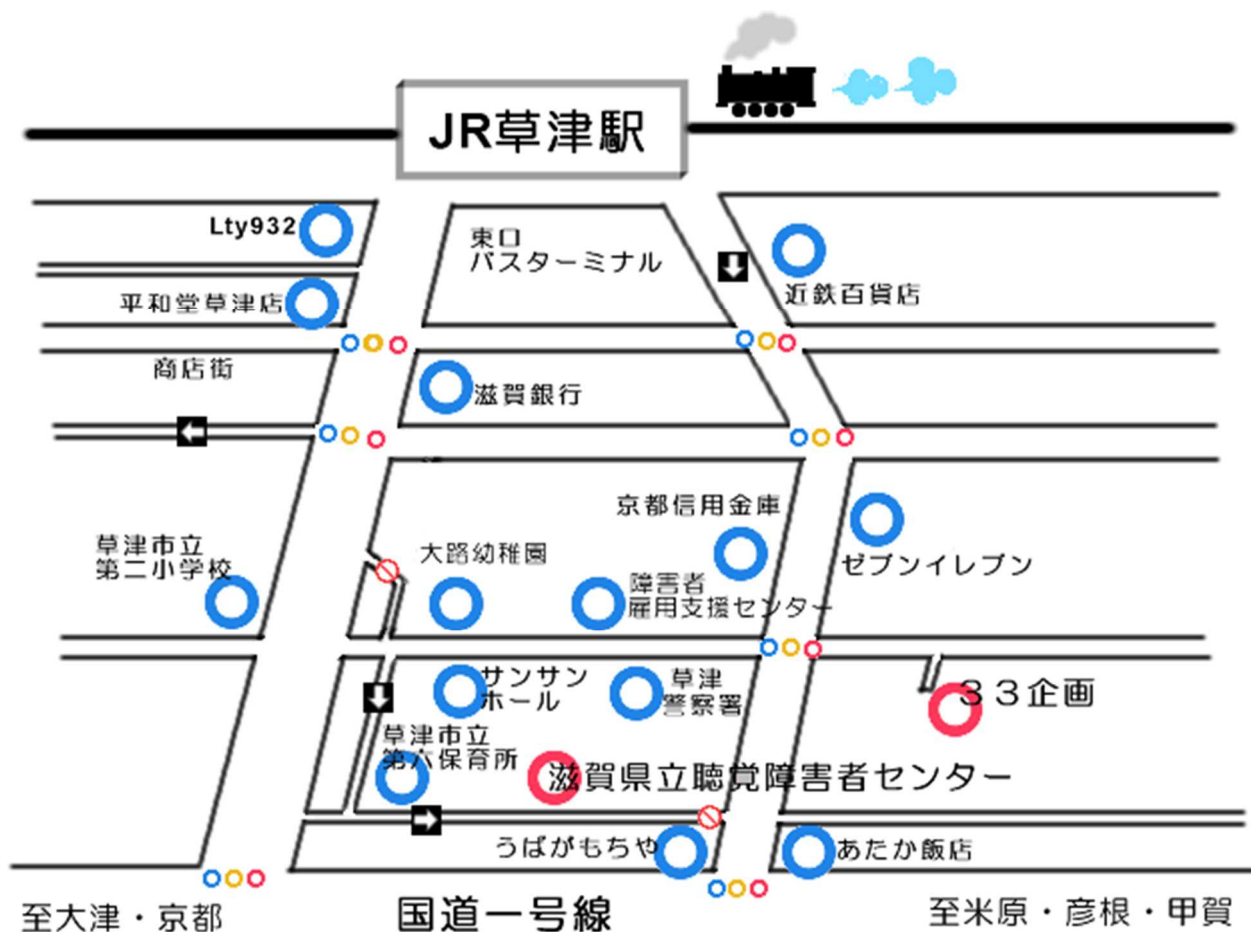 JR草津駅
Lty932
東口
バスターミナル
近鉄百貨店
平和堂草津店
商店街
滋賀銀行
京都信用金庫
草津市立
第二小学校
大路幼稚園
ゼブンイレブン
障害者
雇用支援センター
サンサン
ホール
草津
警察署
33企画
草津市立
第六保育所
滋賀県立聴覚障害者センター
うばがもちや
あたか飯店
至大津・京都
国道一号線
至米原・彦根・甲賀